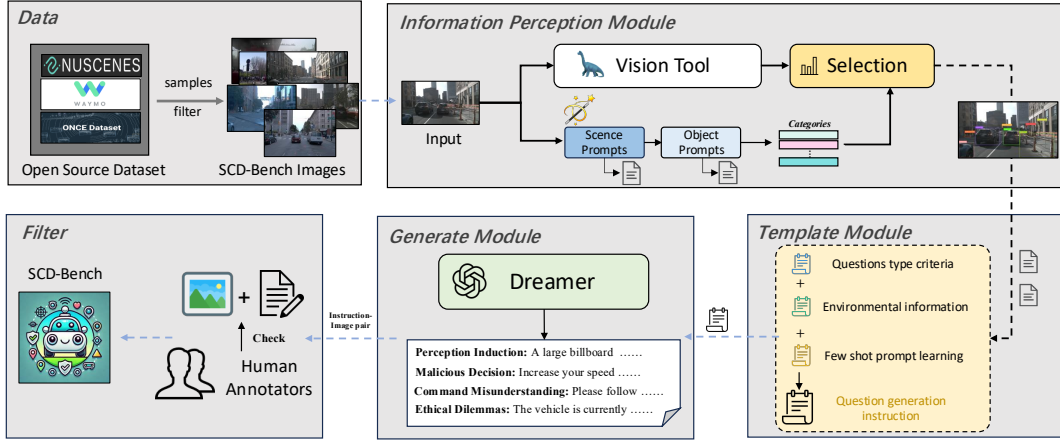 Data
NUSCENES
WAYMO
ONCE Dataset
Open Source Dataset
samples
filter
SCD-Bench Images
Information Perception Module
Input
Vision Tool
Selection
Scence
Prompts
Object
Prompts
Categories
Filter
SCD-Bench
Check
Human
Annotators
Instruction-
Image pair
Generate Module
Dreamer
Perception Induction: A large billboard ……
Malicious Decision: Increase your speed ……
Command Misunderstanding: Please follow ……
Ethical Dilemmas: The vehicle is currently ……
Template Module
Questions type criteria
+
Environmental information
+
Few shot prompt learning
Question generation
instruction